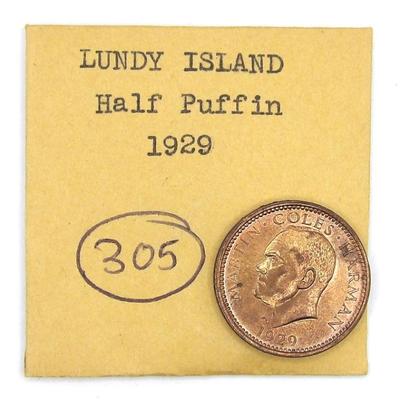 LUNDY ISLAND
Half Puffin
1929
305
MARTIN · COLES · HARMAN
1929